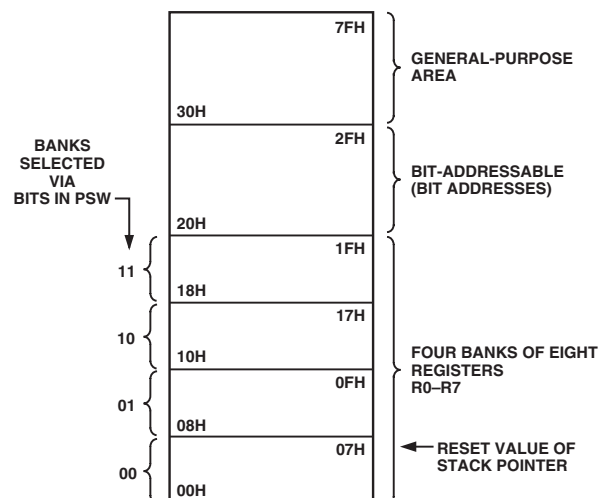 7FH
GENERAL-PURPOSE
AREA
30H
BANKS
SELECTED
VIA
BITS IN PSW
2FH
BIT-ADDRESSABLE
(BIT ADDRESSES)
20H
11
1FH
18H
10
17H
10H
FOUR BANKS OF EIGHT
REGISTERS
R0–R7
01
0FH
08H
00
07H
00H
RESET VALUE OF
STACK POINTER